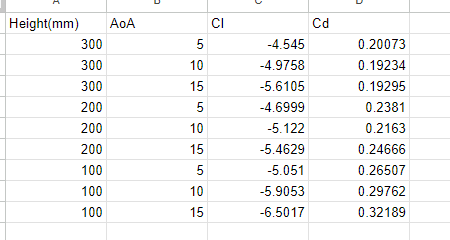 Height(mm) AoA Cl Cd
300 5 -4.545 0.20073
300 10 -4.9758 0.19234
300 15 -5.6105 0.19295
200 5 -4.6999 0.2381
200 10 -5.122 0.2163
200 15 -5.4629 0.24666
100 5 -5.051 0.26507
100 10 -5.9053 0.29762
100 15 -6.5017 0.32189